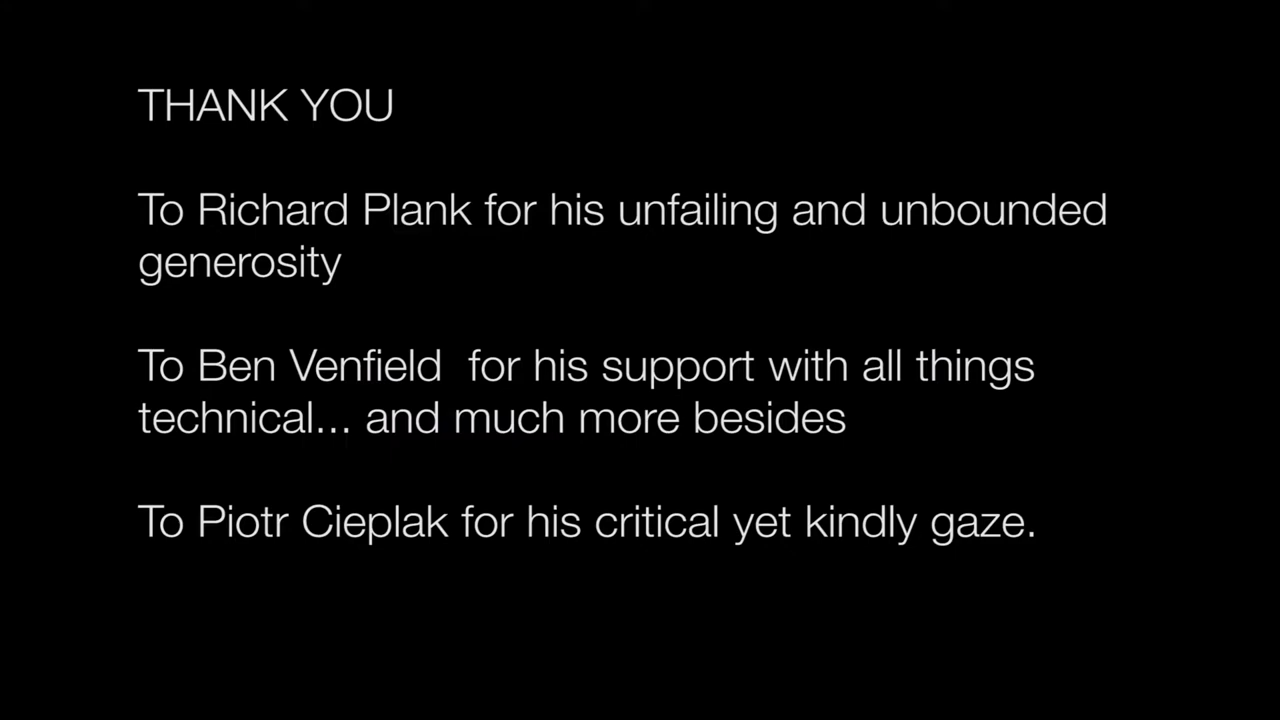 THANK YOU
To Richard Plank for his unfailing and unbounded
generosity
To Ben Venfield  for his support with all things
technical... and much more besides
To Piotr Cieplak for his critical yet kindly gaze.